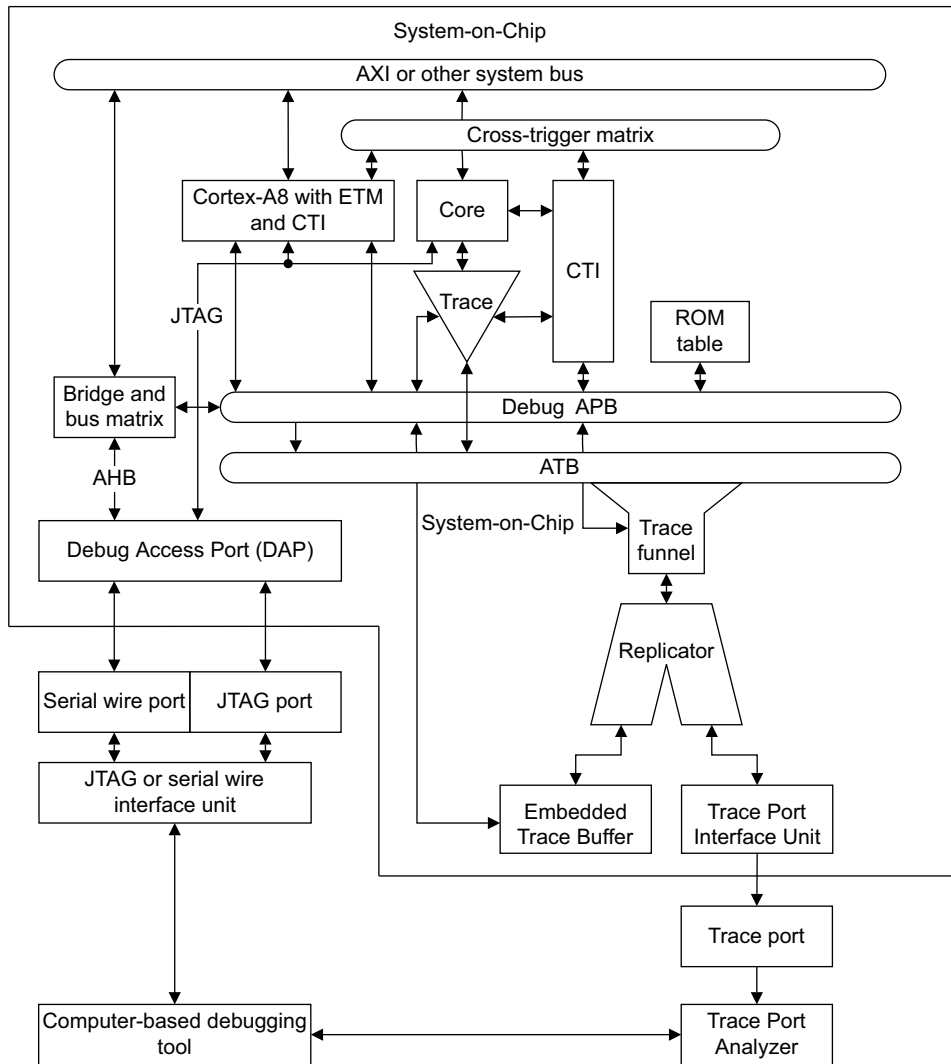 System-on-Chip
AXI or other system bus
Cross-trigger matrix
Cortex-A8 with ETM
and CTI
Core
CTI
Trace
JTAG
ROM
table
Bridge and
bus matrix
Debug APB
ATB
AHB
System-on-Chip
Trace
funnel
Debug Access Port (DAP)
Replicator
Serial wire port
JTAG port
JTAG or serial wire
interface unit
Embedded
Trace Buffer
Trace Port
Interface Unit
Trace port
Computer-based debugging
tool
Trace Port
Analyzer